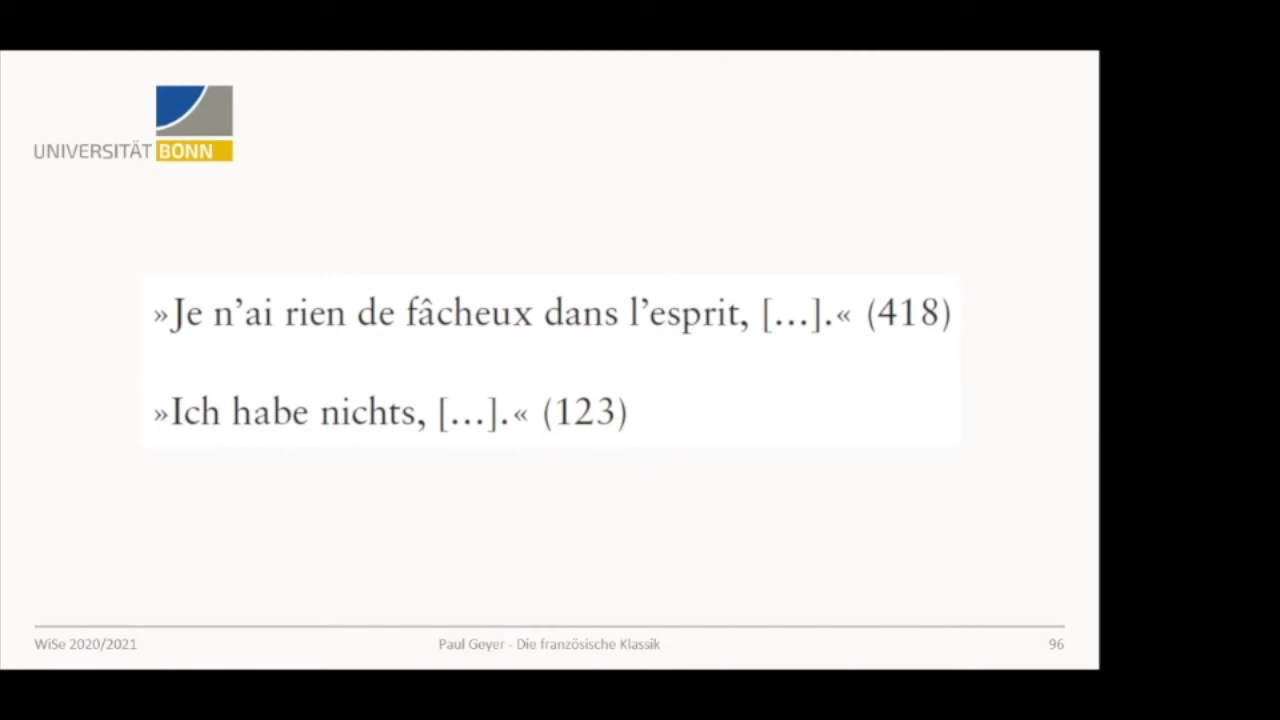 UNIVERSITÄT BONN
»Je n’ai rien de fâcheux dans l’esprit, [...].« (418)
»Ich habe nichts, [...].« (123)
WiSe 2020/2021 Paul Geyer - Die französische Klassik 96